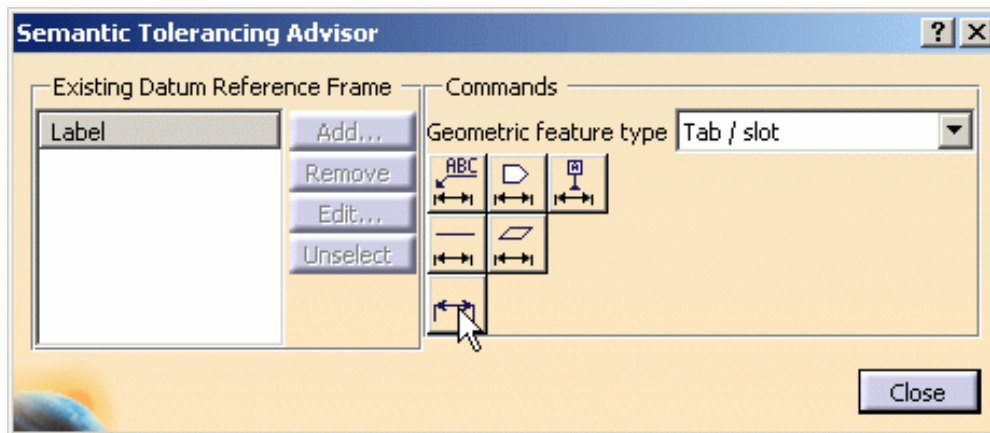 Semantic Tolerancing Advisor
Existing Datum Reference Frame
Commands
Label
Add...
Remove
Edit...
Unselect
Geometric feature type Tab / slot
ABC
A
Close